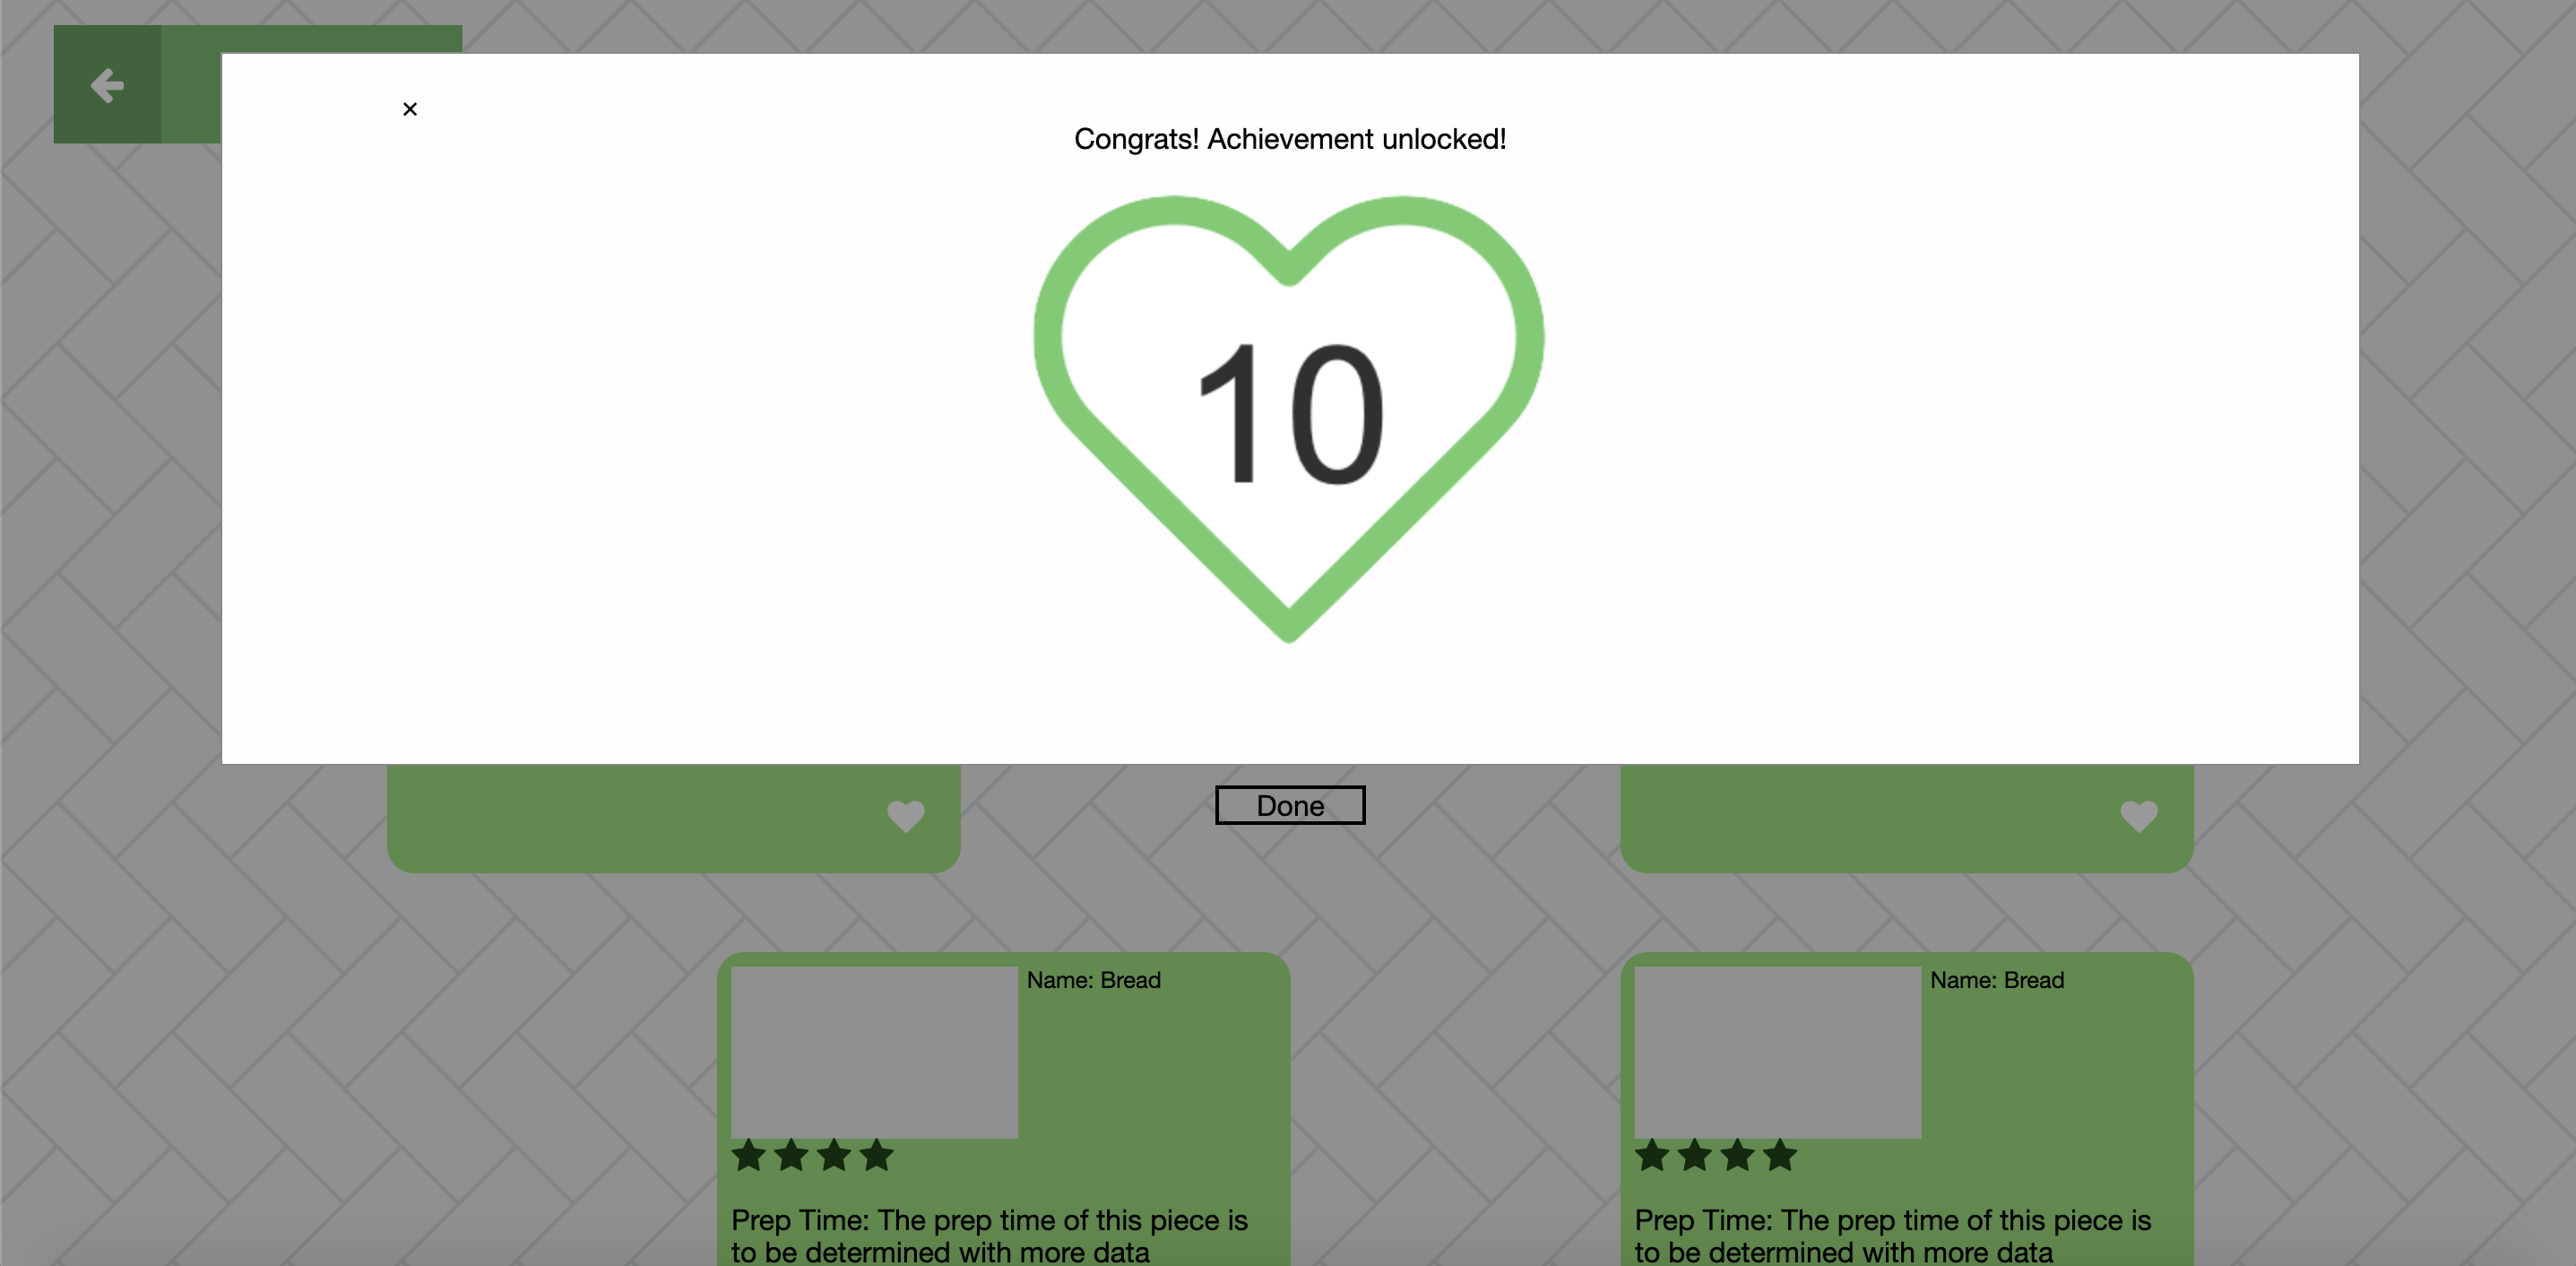 ×
Congrats! Achievement unlocked!
10
Done
Name: Bread
Prep Time: The prep time of this piece is
to be determined with more data
Name: Bread
Prep Time: The prep time of this piece is
to be determined with more data